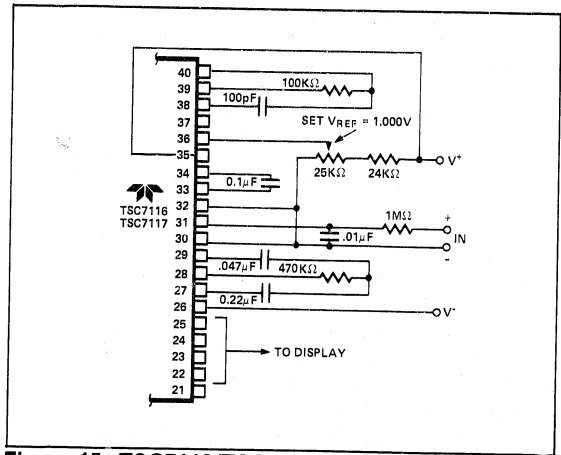 40
39
100KΩ
38
100pF
37
SET VREF = 1.000V
36
35
V+
34
25KΩ
24KΩ
0.1μF
33
32
TSC7116
TSC7117
31
1MΩ
+
IN
.01μF
30
-
29
.047μF
470KΩ
28
27
0.22μF
26
V-
25
24
TO DISPLAY
23
22
21